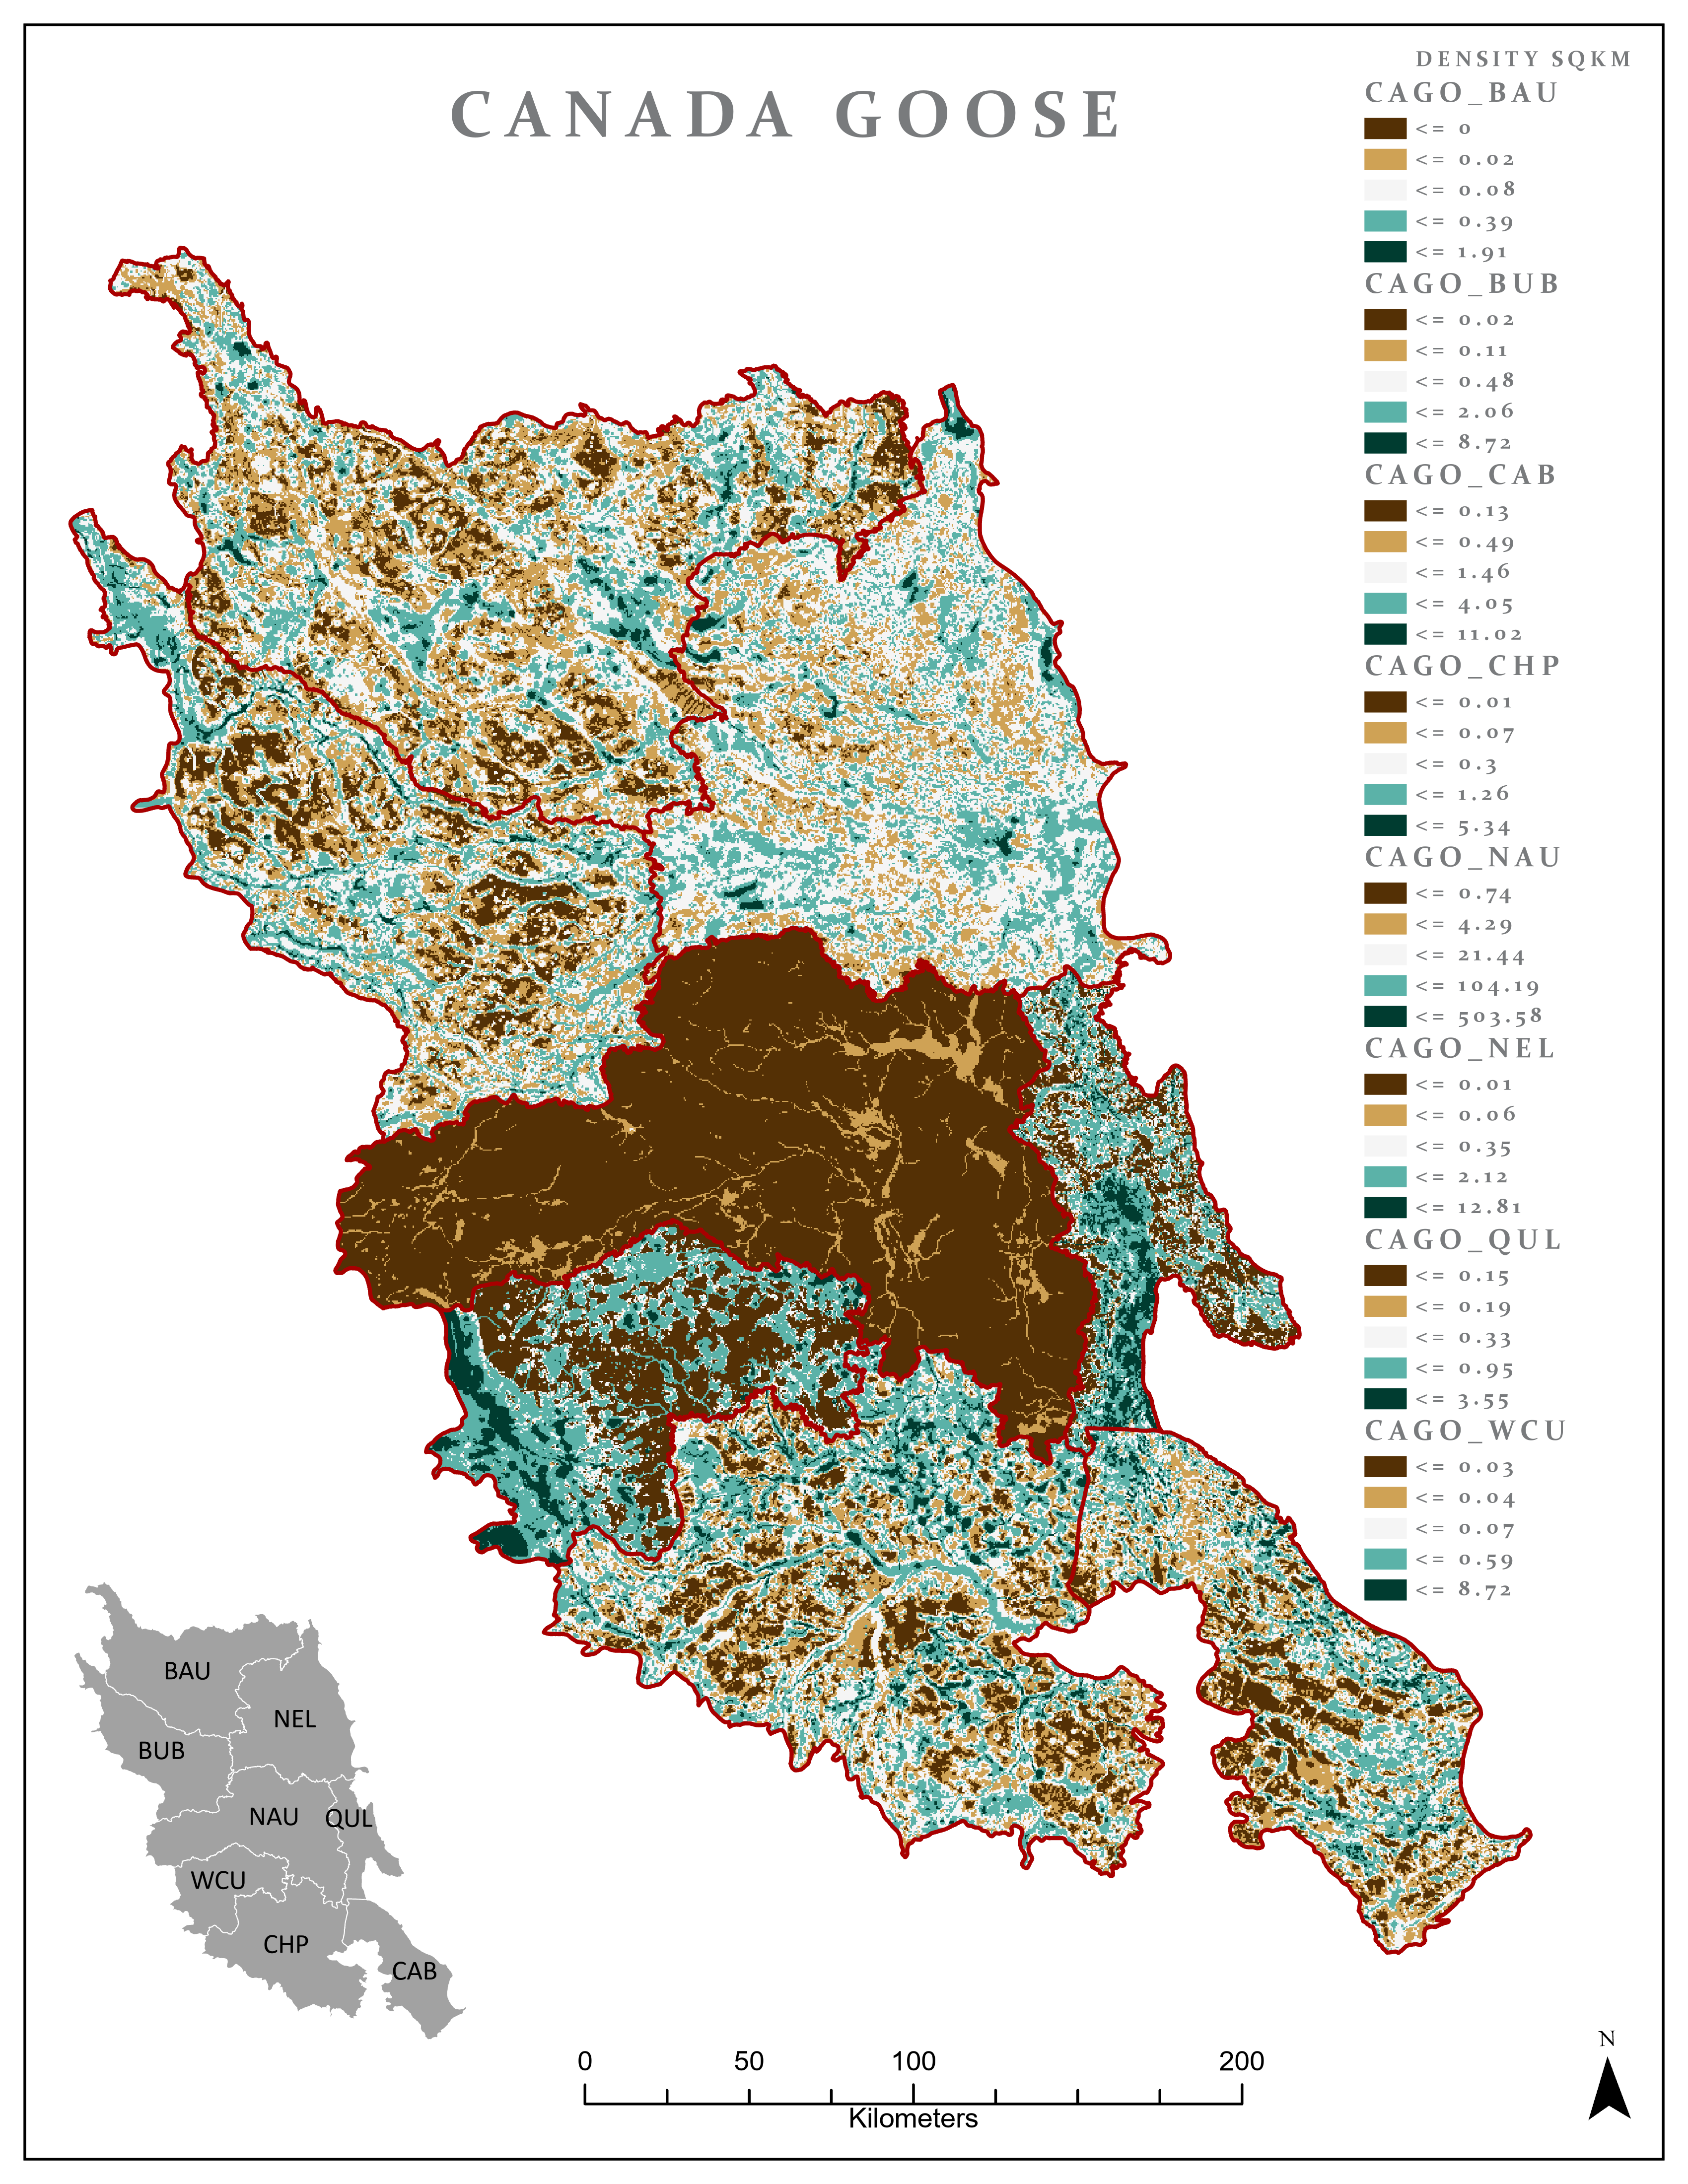 CANADA GOOSE
DENSITY SQKM
CAGO_BAU
<= 0
<= 0.02
<= 0.08
<= 0.39
<= 1.91
CAGO_BUB
<= 0.02
<= 0.11
<= 0.48
<= 2.06
<= 8.72
CAGO_CAB
<= 0.13
<= 0.49
<= 1.46
<= 4.05
<= 11.02
CAGO_CHP
<= 0.01
<= 0.07
<= 0.3
<= 1.26
<= 5.34
CAGO_NAU
<= 0.74
<= 4.29
<= 21.44
<= 104.19
<= 503.58
CAGO_NEL
<= 0.01
<= 0.06
<= 0.35
<= 2.12
<= 12.81
CAGO_QUL
<= 0.15
<= 0.19
<= 0.33
<= 0.95
<= 3.55
CAGO_WCU
<= 0.03
<= 0.04
<= 0.07
<= 0.59
<= 8.72
BAU
NEL
BUB
NAU QUL
WCU
CHP
CAB
0 50 100 200
Kilometers
N